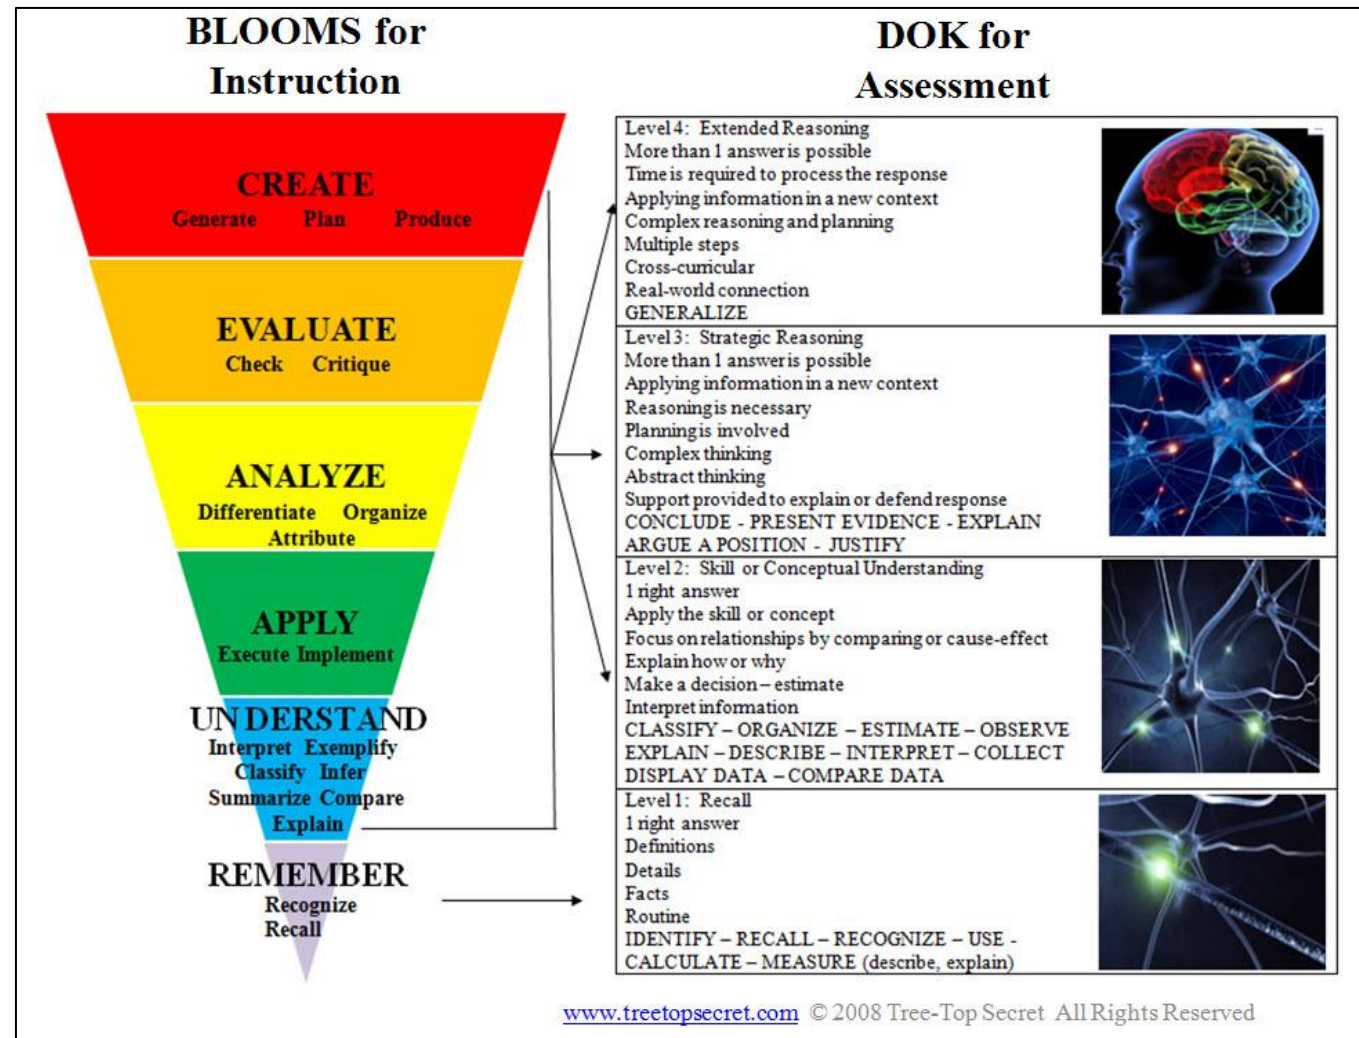 BLOOMS for
Instruction
CREATE
Generate Plan Produce
EVALUATE
Check Critique
ANALYZE
Differentiate Organize
Attribute
APPLY
Execute Implement
UNDERSTAND
Interpret Exemplify
Classify Infer
Summarize Compare
Explain
REMEMBER
Recognize
Recall
DOK for
Assessment
Level 4: Extended Reasoning
More than 1 answer is possible
Time is required to process the response
Applying information in a new context
Complex reasoning and planning
Multiple steps
Cross-curricular
Real-world connection
GENERALIZE
Level 3: Strategic Reasoning
More than 1 answer is possible
Applying information in a new context
Reasoning is necessary
Planning is involved
Complex thinking
Abstract thinking
Support provided to explain or defend response
CONCLUDE - PRESENT EVIDENCE - EXPLAIN
ARGUE A POSITION - JUSTIFY
Level 2: Skill or Conceptual Understanding
1 right answer
Apply the skill or concept
Focus on relationships by comparing or cause-effect
Explain how or why
Make a decision – estimate
Interpret information
CLASSIFY – ORGANIZE – ESTIMATE – OBSERVE
EXPLAIN – DESCRIBE – INTERPRET – COLLECT
DISPLAY DATA – COMPARE DATA
Level 1: Recall
1 right answer
Definitions
Details
Facts
Routine
IDENTIFY – RECALL – RECOGNIZE – USE -
CALCULATE – MEASURE (describe, explain)
www.treetopsecret.com © 2008 Tree-Top Secret All Rights Reserved